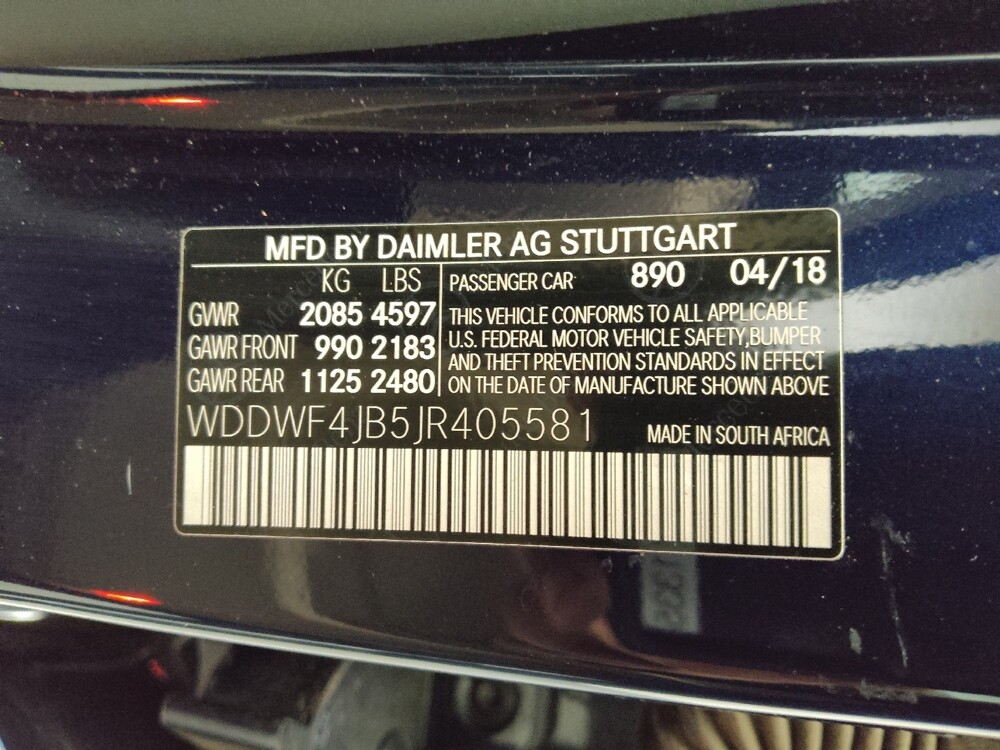 MFD BY DAIMLER AG STUTTGART
KG LBS
GVWR 2085 4597
GAWR FRONT 990 2183
GAWR REAR 1125 2480
PASSENGER CAR 890 04/18
THIS VEHICLE CONFORMS TO ALL APPLICABLE
U.S. FEDERAL MOTOR VEHICLE SAFETY,BUMPER
AND THEFT PREVENTION STANDARDS IN EFFECT
ON THE DATE OF MANUFACTURE SHOWN ABOVE
WDDWF4JB5JR405581
MADE IN SOUTH AFRICA